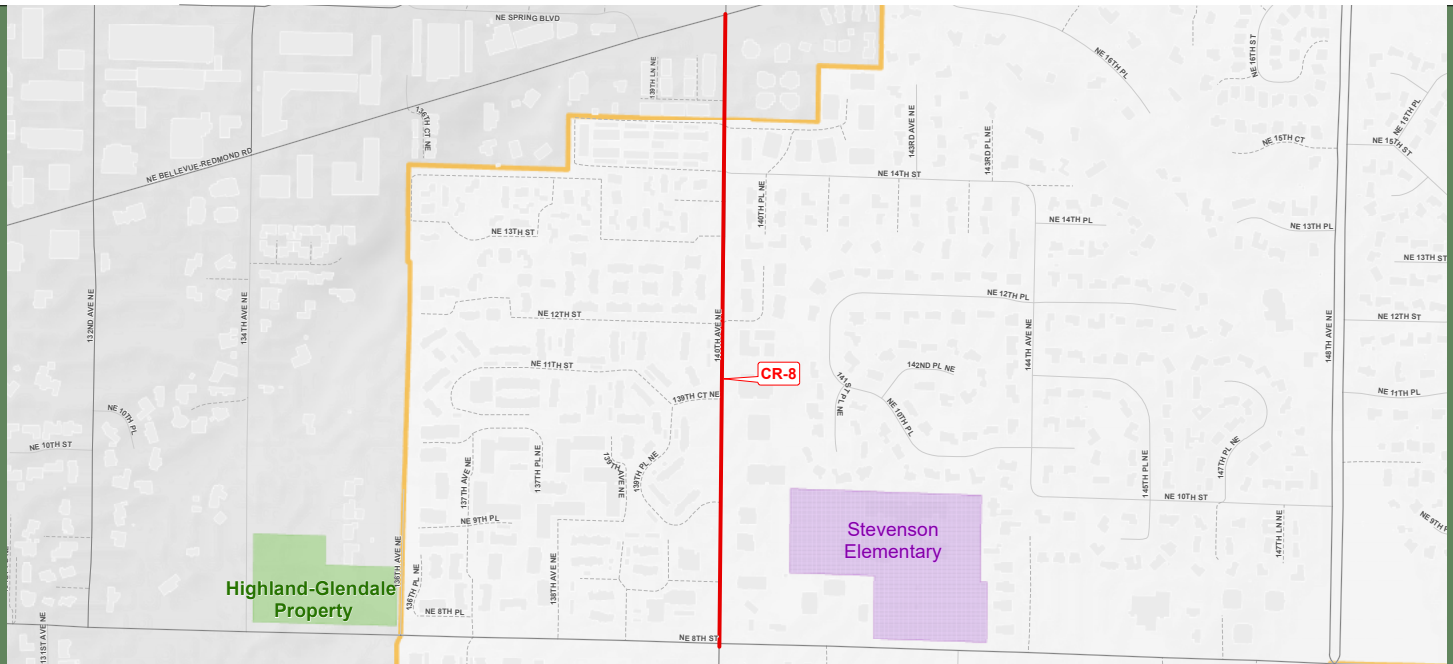 NE SPRING BLVD
NE 16TH PL
NE 16TH ST
139TH LN NE
136TH CT NE
NE BELLEVUE-REDMOND RD
143RD AVE NE
143RD PL NE
NE 15TH PL
NE 15TH CT
NE 15TH ST
NE 14TH ST
140TH PL NE
NE 14TH PL
NE 13TH PL
NE 13TH ST
NE 13TH ST
132ND AVE NE
134TH AVE NE
NE 12TH PL
NE 12TH ST
140TH AVE NE
144TH AVE NE
148TH AVE NE
NE 12TH ST
NE 11TH ST
CR-8
142ND PL NE
141ST PL NE
139TH CT NE
NE 11TH PL
NE 10TH PL
NE 10TH PL
NE 10TH ST
137TH AVE NE
137TH PL NE
139TH AVE NE
139TH PL NE
145TH PL NE
147TH PL NE
NE 10TH ST
NE 9TH PL
NE 9TH P
147TH LN NE
Stevenson
Elementary
136TH AVE NE
136TH PL NE
138TH AVE NE
Highland-Glendale
Property
NE 8TH PL
131ST AVE NE
NE 8TH ST